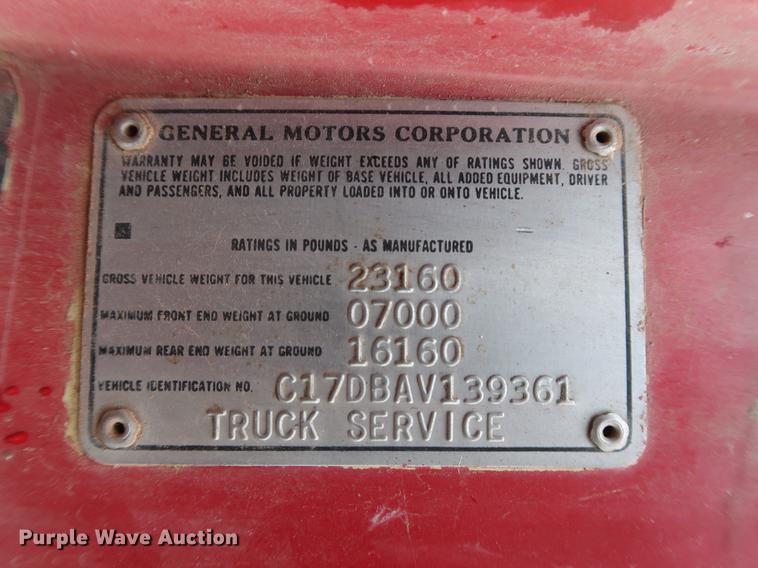 GENERAL MOTORS CORPORATION
WARRANTY MAY BE VOIDED IF WEIGHT EXCEEDS ANY OF RATINGS SHOWN. GROSS
VEHICLE WEIGHT INCLUDES WEIGHT OF BASE VEHICLE, ALL ADDED EQUIPMENT, DRIVER
AND PASSENGERS, AND ALL PROPERTY LOADED INTO OR ONTO VEHICLE.
RATINGS IN POUNDS - AS MANUFACTURED
GROSS VEHICLE WEIGHT FOR THIS VEHICLE 23160
MAXIMUM FRONT END WEIGHT AT GROUND 07000
MAXIMUM REAR END WEIGHT AT GROUND 16160
VEHICLE IDENTIFICATION NO. C17DBAV139361
TRUCK SERVICE
Purple Wave Auction